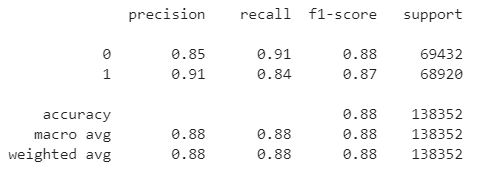 precision recall f1-score support
0 0.85 0.91 0.88 69432
1 0.91 0.84 0.87 68920
accuracy 0.88 138352
macro avg 0.88 0.88 0.88 138352
weighted avg 0.88 0.88 0.88 138352